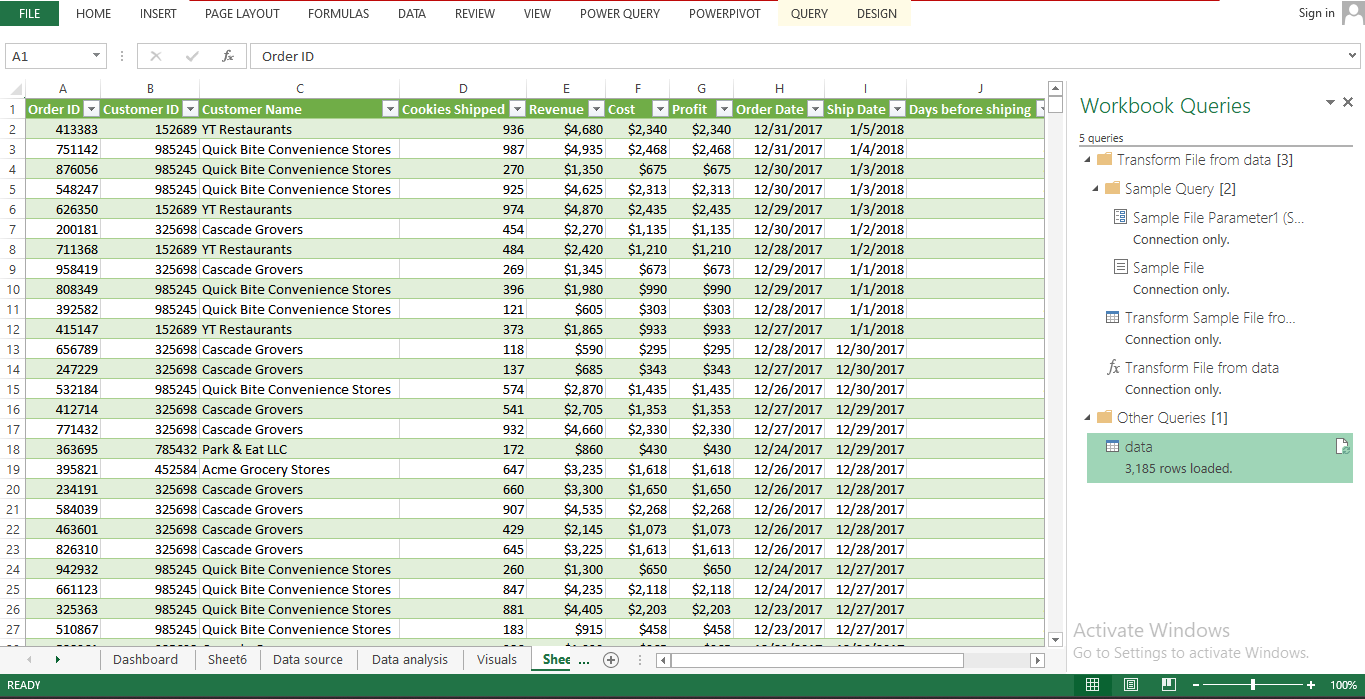 FILE HOME INSERT PAGE LAYOUT FORMULAS DATA REVIEW VIEW POWER QUERY POWERPIVOT QUERY DESIGN Sign in
A1 fx Order ID
A B C D E F G H I J
1 Order ID Customer ID Customer Name Cookies Shipped Revenue Cost Profit Order Date Ship Date Days before shiping
2 413383 152689 YT Restaurants 936 $4,680 $2,340 $2,340 12/31/2017 1/5/2018
3 751142 985245 Quick Bite Convenience Stores 987 $4,935 $2,468 $2,468 12/31/2017 1/4/2018
4 876056 985245 Quick Bite Convenience Stores 270 $1,350 $675 $675 12/30/2017 1/3/2018
5 548247 985245 Quick Bite Convenience Stores 925 $4,625 $2,313 $2,313 12/30/2017 1/3/2018
6 626350 152689 YT Restaurants 974 $4,870 $2,435 $2,435 12/29/2017 1/3/2018
7 200181 325698 Cascade Grovers 454 $2,270 $1,135 $1,135 12/30/2017 1/2/2018
8 711368 152689 YT Restaurants 484 $2,420 $1,210 $1,210 12/28/2017 1/2/2018
9 958419 325698 Cascade Grovers 269 $1,345 $673 $673 12/29/2017 1/1/2018
10 808349 985245 Quick Bite Convenience Stores 396 $1,980 $990 $990 12/29/2017 1/1/2018
11 392582 985245 Quick Bite Convenience Stores 121 $605 $303 $303 12/28/2017 1/1/2018
12 415147 152689 YT Restaurants 373 $1,865 $933 $933 12/27/2017 1/1/2018
13 656789 325698 Cascade Grovers 118 $590 $295 $295 12/28/2017 12/30/2017
14 247229 325698 Cascade Grovers 137 $685 $343 $343 12/27/2017 12/30/2017
15 532184 985245 Quick Bite Convenience Stores 574 $2,870 $1,435 $1,435 12/26/2017 12/30/2017
16 412714 325698 Cascade Grovers 541 $2,705 $1,353 $1,353 12/27/2017 12/29/2017
17 771432 325698 Cascade Grovers 932 $4,660 $2,330 $2,330 12/27/2017 12/29/2017
18 363695 785432 Park & Eat LLC 172 $860 $430 $430 12/24/2017 12/29/2017
19 395821 452584 Acme Grocery Stores 647 $3,235 $1,618 $1,618 12/26/2017 12/28/2017
20 234191 325698 Cascade Grovers 660 $3,300 $1,650 $1,650 12/26/2017 12/28/2017
21 584039 325698 Cascade Grovers 907 $4,535 $2,268 $2,268 12/26/2017 12/28/2017
22 463601 325698 Cascade Grovers 429 $2,145 $1,073 $1,073 12/26/2017 12/28/2017
23 826310 325698 Cascade Grovers 645 $3,225 $1,613 $1,613 12/26/2017 12/28/2017
24 942932 985245 Quick Bite Convenience Stores 260 $1,300 $650 $650 12/24/2017 12/27/2017
25 661123 985245 Quick Bite Convenience Stores 847 $4,235 $2,118 $2,118 12/24/2017 12/27/2017
26 325363 985245 Quick Bite Convenience Stores 881 $4,405 $2,203 $2,203 12/23/2017 12/27/2017
27 510867 985245 Quick Bite Convenience Stores 183 $915 $458 $458 12/23/2017 12/27/2017
Dashboard Sheet6 Data source Data analysis Visuals Shee ...
READY 100%
Workbook Queries
5 queries
Transform File from data [3]
Sample Query [2]
Sample File Parameter1 (S...
Connection only.
Sample File
Connection only.
Transform Sample File fro...
Connection only.
fx Transform File from data
Connection only.
Other Queries [1]
data
3,185 rows loaded.
Activate Windows
Go to Settings to activate Windows.